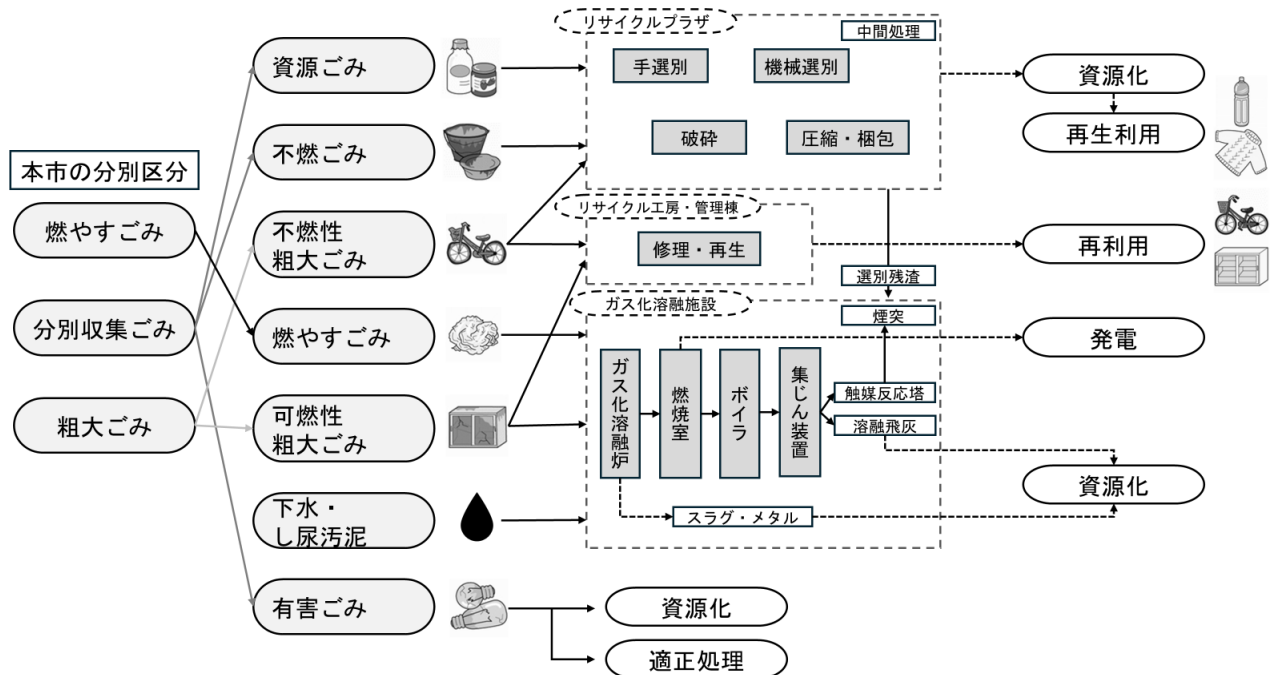 本市の分別区分
燃やすごみ
分別収集ごみ
粗大ごみ
資源ごみ
不燃ごみ
不燃性
粗大ごみ
燃やすごみ
可燃性
粗大ごみ
下水・
し尿汚泥
有害ごみ
リサイクルプラザ
中間処理
手選別
機械選別
破砕
圧縮・梱包
リサイクル工房・管理棟
修理・再生
選別残渣
ガス化溶融施設
煙突
ガス化溶融炉
燃焼室
ボイラ
集じん装置
触媒反応塔
溶融飛灰
スラグ・メタル
資源化
再生利用
再利用
発電
資源化
資源化
適正処理